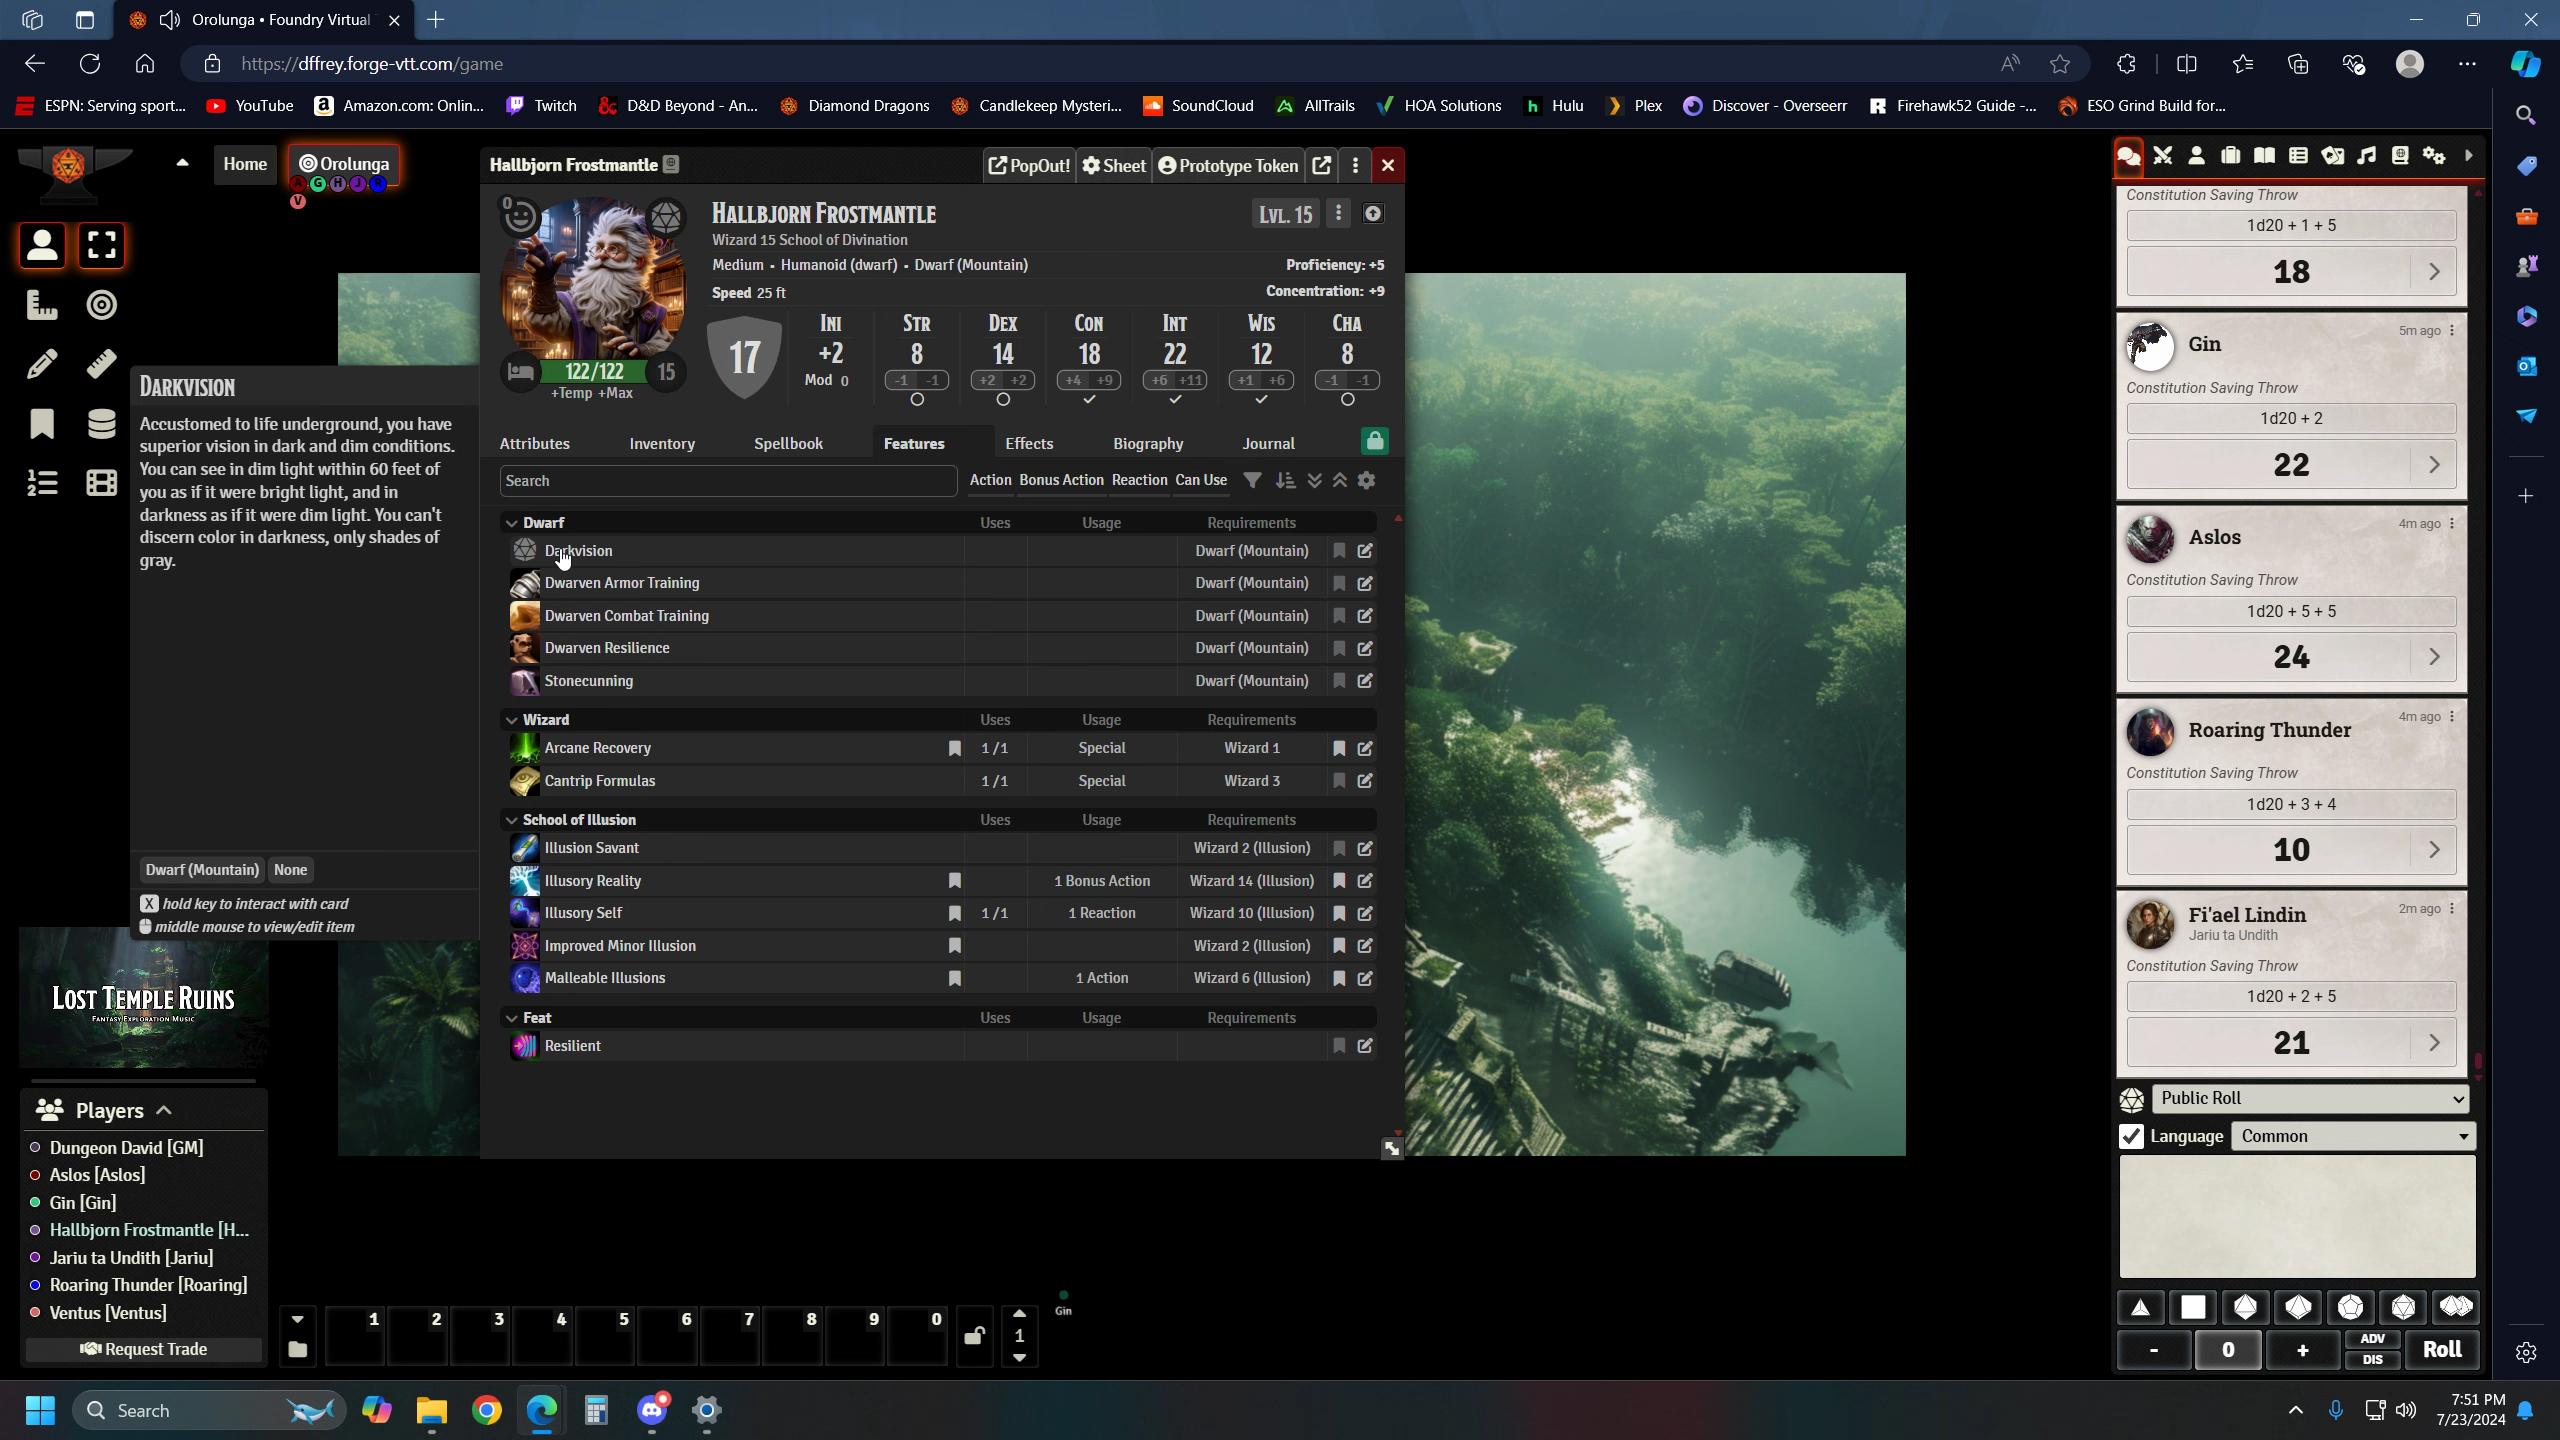 Orolunga • Foundry Virtual
https://dffrey.forge-vtt.com/game
ESPN: Serving sport...
YouTube
Amazon.com: Onlin...
Twitch
D&D Beyond - An...
Diamond Dragons
Candlekeep Mysteri...
SoundCloud
AllTrails
HOA Solutions
Hulu
Plex
Discover - Overseerr
Firehawk52 Guide -...
ESO Grind Build for...
Home
Orolunga
A G H J R
V
DARKVISION
Accustomed to life underground, you have
superior vision in dark and dim conditions.
You can see in dim light within 60 feet of
you as if it were bright light, and in
darkness as if it were dim light. You can't
discern color in darkness, only shades of
gray.
Dwarf (Mountain) None
X hold key to interact with card
middle mouse to view/edit item
LOST TEMPLE RUINS
FANTASY EXPLORATION MUSIC
Players
Dungeon David [GM]
Aslos [Aslos]
Gin [Gin]
Hallbjorn Frostmantle [H...
Jariu ta Undith [Jariu]
Roaring Thunder [Roaring]
Ventus [Ventus]
Request Trade
Hallbjorn Frostmantle
PopOut! Sheet Prototype Token
0
HALLBJORN FROSTMANTLE
LVL. 15
Wizard 15 School of Divination
Medium • Humanoid (dwarf) • Dwarf (Mountain)
Proficiency: +5
Speed 25 ft
Concentration: +9
122/122 15
+Temp +Max
17
INI STR DEX CON INT WIS CHA
+2 8 14 18 22 12 8
Mod 0 -1 -1 +2 +2 +4 +9 +6 +11 +1 +6 -1 -1
Attributes Inventory Spellbook Features Effects Biography Journal
Search
Action Bonus Action Reaction Can Use
Dwarf Uses Usage Requirements
Darkvision Dwarf (Mountain)
Dwarven Armor Training Dwarf (Mountain)
Dwarven Combat Training Dwarf (Mountain)
Dwarven Resilience Dwarf (Mountain)
Stonecunning Dwarf (Mountain)
Wizard Uses Usage Requirements
Arcane Recovery 1/1 Special Wizard 1
Cantrip Formulas 1/1 Special Wizard 3
School of Illusion Uses Usage Requirements
Illusion Savant Wizard 2 (Illusion)
Illusory Reality 1 Bonus Action Wizard 14 (Illusion)
Illusory Self 1/1 1 Reaction Wizard 10 (Illusion)
Improved Minor Illusion Wizard 2 (Illusion)
Malleable Illusions 1 Action Wizard 6 (Illusion)
Feat Uses Usage Requirements
Resilient
Gin
1 2 3 4 5 6 7 8 9 0
1
Constitution Saving Throw
1d20 + 1 + 5
18
Gin
5m ago
Constitution Saving Throw
1d20 + 2
22
Aslos
4m ago
Constitution Saving Throw
1d20 + 5 + 5
24
Roaring Thunder
4m ago
Constitution Saving Throw
1d20 + 3 + 4
10
Fi'ael Lindin
2m ago
Jariu ta Undith
Constitution Saving Throw
1d20 + 2 + 5
21
Public Roll
Language Common
- 0 + ADV DIS Roll
Search
7:51 PM
7/23/2024